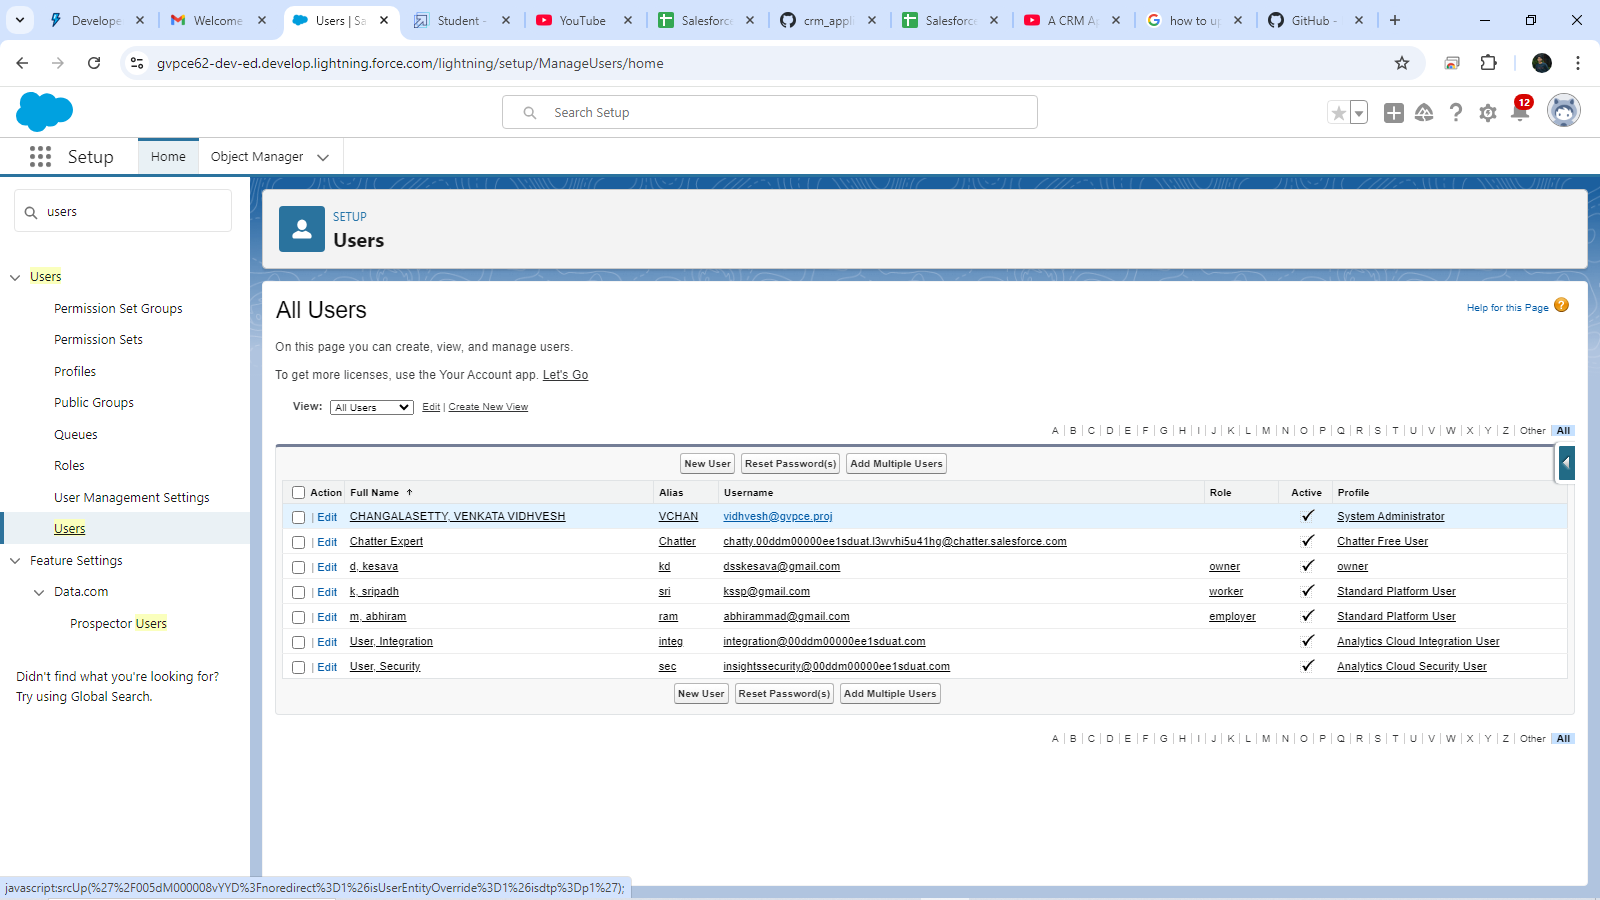 Develope
Welcome
Users | Sa
Student -
YouTube
Salesforce
crm_appli
Salesforce
A CRM Ap
how to up
GitHub -
gvpce62-dev-ed.develop.lightning.force.com/lightning/setup/ManageUsers/home
Search Setup
12
Setup
Home
Object Manager
users
Users
Permission Set Groups
Permission Sets
Profiles
Public Groups
Queues
Roles
User Management Settings
Users
Feature Settings
Data.com
Prospector Users
Didn't find what you're looking for?
Try using Global Search.
SETUP
Users
All Users
Help for this Page ?
On this page you can create, view, and manage users.
To get more licenses, use the Your Account app. Let's Go
View: All Users Edit | Create New View
A | B | C | D | E | F | G | H | I | J | K | L | M | N | O | P | Q | R | S | T | U | V | W | X | Y | Z | Other All
New User Reset Password(s) Add Multiple Users
Action Full Name ↑ Alias Username Role Active Profile
| Edit CHANGALASETTY, VENKATA VIDHVESH VCHAN vidhvesh@gvpce.proj ✓ System Administrator
| Edit Chatter Expert Chatter chatty.00ddm00000ee1sduat.l3wvhi5u41hg@chatter.salesforce.com ✓ Chatter Free User
| Edit d, kesava kd dsskesava@gmail.com owner ✓ owner
| Edit k, sripadh sri kssp@gmail.com worker ✓ Standard Platform User
| Edit m, abhiram ram abhirammad@gmail.com employer ✓ Standard Platform User
| Edit User, Integration integ integration@00ddm00000ee1sduat.com ✓ Analytics Cloud Integration User
| Edit User, Security sec insightssecurity@00ddm00000ee1sduat.com ✓ Analytics Cloud Security User
New User Reset Password(s) Add Multiple Users
A | B | C | D | E | F | G | H | I | J | K | L | M | N | O | P | Q | R | S | T | U | V | W | X | Y | Z | Other All
javascript:srcUp(%27%2F005dM000008vYYD%3Fnoredirect%3D1%26isUserEntityOverride%3D1%26isdtp%3Dp1%27);